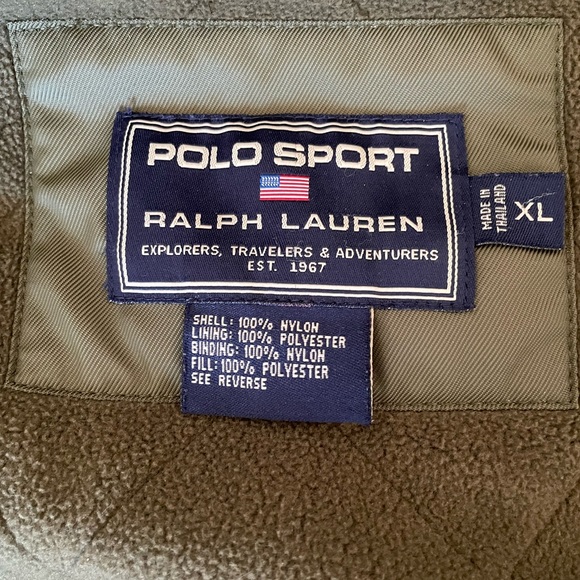 POLO SPORT
RALPH LAUREN
EXPLORERS, TRAVELERS & ADVENTURERS
EST. 1967
MADE IN
THAILAND
XL
SHELL: 100% NYLON
LINING: 100% POLYESTER
BINDING: 100% NYLON
FILL: 100% POLYESTER
SEE REVERSE